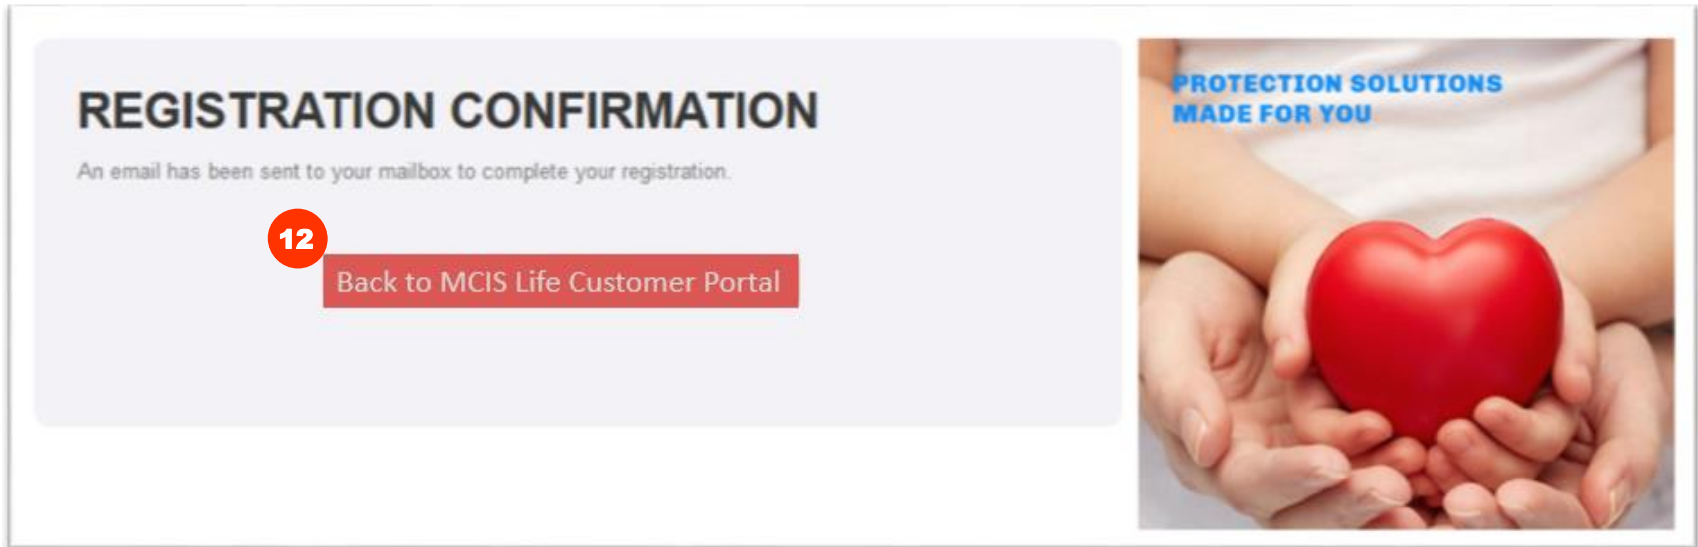 REGISTRATION CONFIRMATION
An email has been sent to your mailbox to complete your registration.
12
Back to MCIS Life Customer Portal
PROTECTION SOLUTIONS
MADE FOR YOU